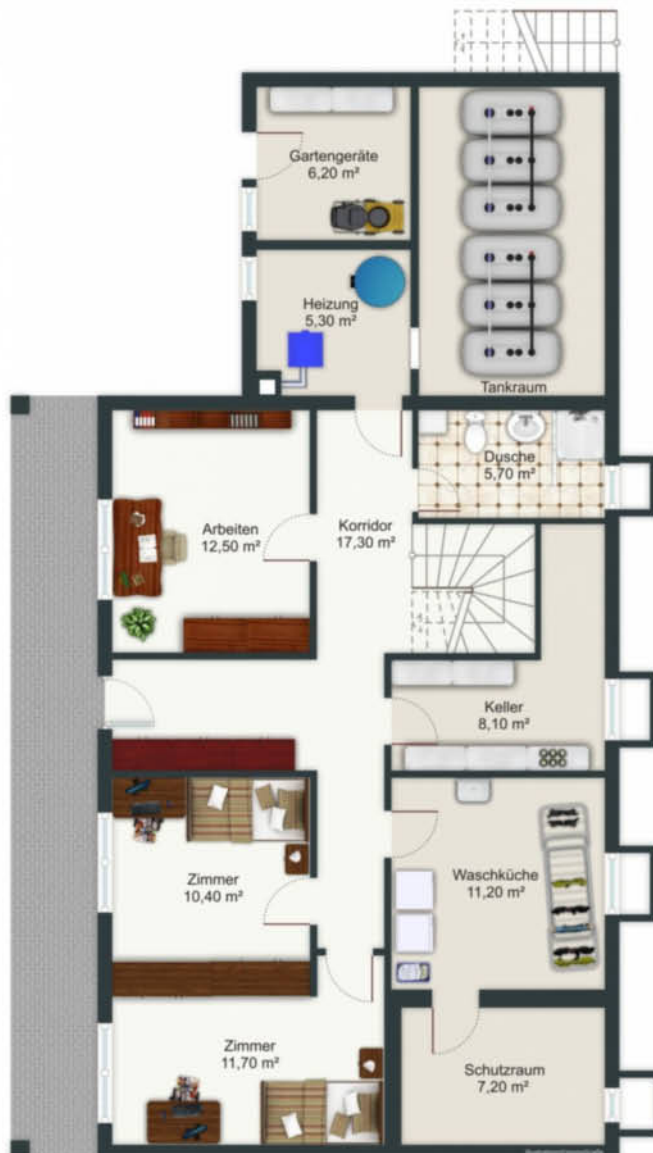 Gartengeräte
6,20 m²
Heizung
5,30 m²
Tankraum
Dusche
5,70 m²
Arbeiten
12,50 m²
Korridor
17,30 m²
Keller
8,10 m²
Waschküche
11,20 m²
Zimmer
10,40 m²
Zimmer
11,70 m²
Schutzraum
7,20 m²